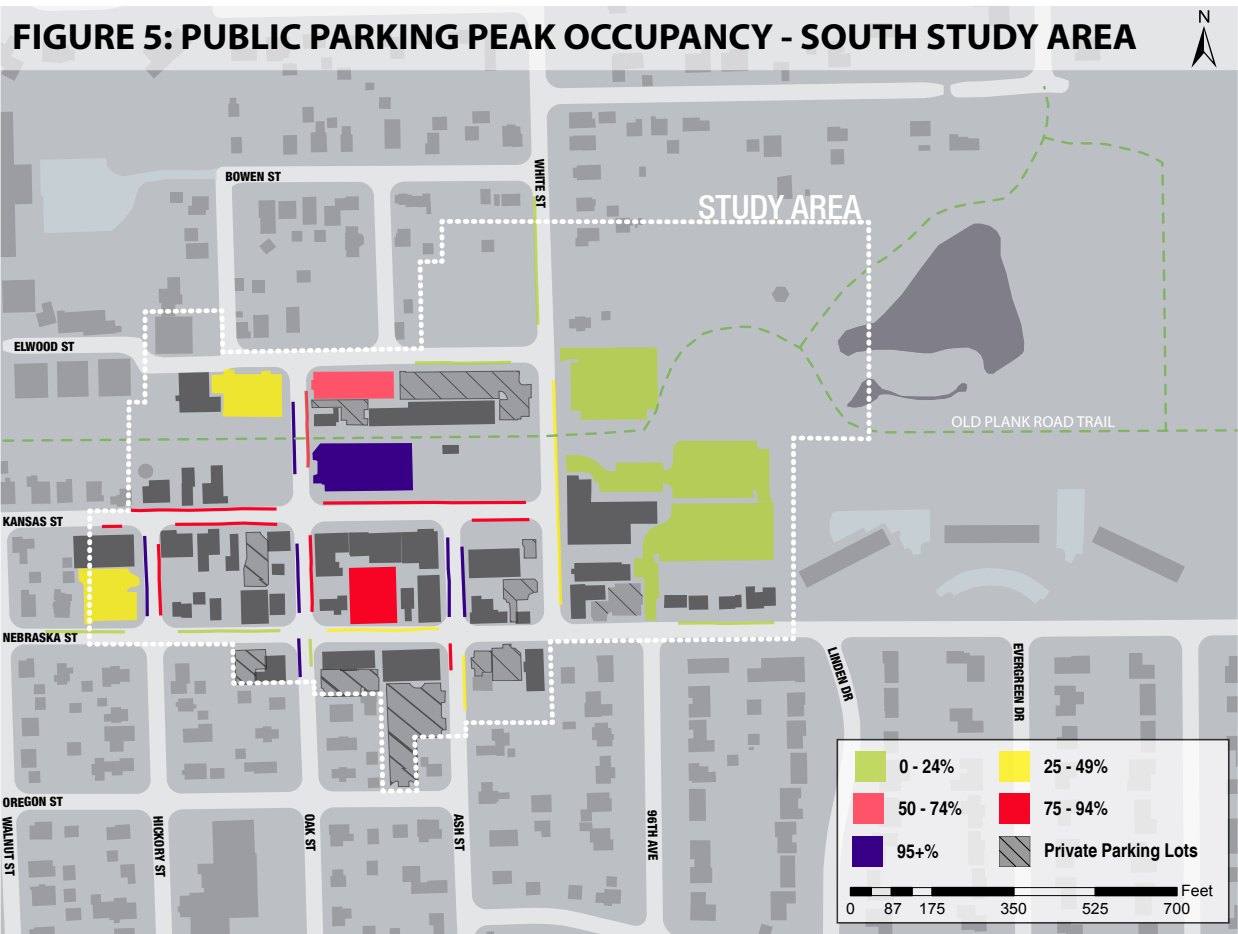 FIGURE 5: PUBLIC PARKING PEAK OCCUPANCY - SOUTH STUDY AREA
N
BOWEN ST
WHITE ST
STUDY AREA
ELWOOD ST
OLD PLANK ROAD TRAIL
KANSAS ST
NEBRASKA ST
LINDEN DR
EVERGREEN DR
OREGON ST
WALNUT ST
HICKORY ST
OAK ST
ASH ST
96TH AVE
0 - 24%
25 - 49%
50 - 74%
75 - 94%
95+%
Private Parking Lots
Feet
0 87 175 350 525 700